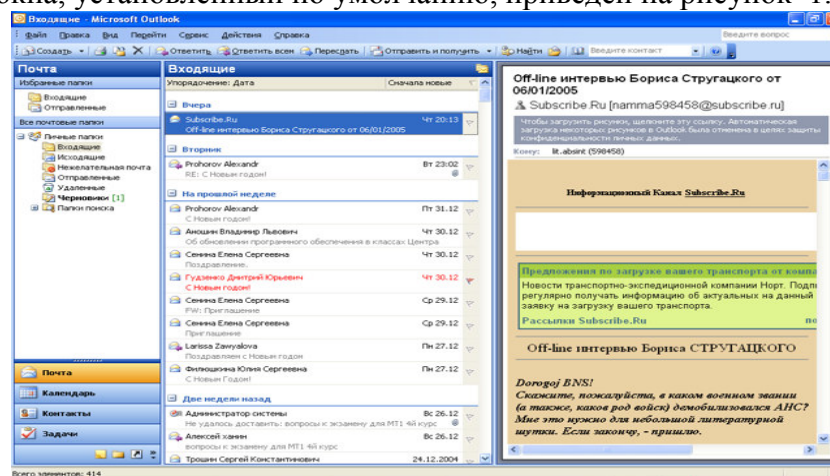 окна, установленный по умолчанию, приведен на рисунок
Входящие - Microsoft Outlook
Файл Правка Вид Перейти Сервис Действия Справка
Введите вопрос
Создать Ответить Ответить всем Переслать Отправить и получить Найти Введите контакт
Почта
Избранные папки
Входящие
Отправленные
Все почтовые папки
Личные папки
Входящие
Исходящие
Нежелательная почта
Отправленные
Удаленные
Черновики [1]
Папки поиска
Почта
Календарь
Контакты
Задачи
Всего элементов: 414
Входящие
Упорядочение: Дата Сначала новые
Вчера
Subscribe.Ru Чт 20:13
Off-line интервью Бориса Стругацкого от 06/01/2005
Вторник
Prohorov Alexandr Вт 23:02
RE: С Новым годом!
На прошлой неделе
Prohorov Alexandr Пт 31.12
С Новым годом!
Аношин Владимир Львович Чт 30.12
Об обновлении программного обеспечения в классах Центра
Сенина Елена Сергеевна Чт 30.12
Поздравление.
Гудзенко Дмитрий Юрьевич Чт 30.12
С Новым годом!
Сенина Елена Сергеевна Ср 29.12
FW: Приглашение
Сенина Елена Сергеевна Ср 29.12
Приглашение
Larissa Zawyalova Пн 27.12
Поздравляем с Новым годом
Филюшкина Юлия Сергеевна Пн 27.12
С Новым Годом!
Две недели назад
Администратор системы Вс 26.12
Не удалось доставить: вопросы к экзамену для МТ1 4й курс
Алексей ханин Вс 26.12
вопросы к экзамену для МТ1 4й курс
Трошин Сергей Константинович 24.12.2004
Off-line интервью Бориса Стругацкого от
06/01/2005
Subscribe.Ru [namma598458@subscribe.ru]
Чтобы загрузить рисунки, щелкните эту ссылку. Автоматическая
загрузка некоторых рисунков в Outlook была отменена в целях защиты
конфиденциальности личных данных.
Кому: lit.absint (598458)
Информационный Канал Subscribe.Ru
Предложения по загрузке вашего транспорта от
Новости транспортно-экспедиционной компании Норт.
регулярно получать информацию об актуальных на данный
заявку на загрузку вашего транспорта.
Рассылки Subscribe.Ru
Off-line интервью Бориса СТРУГАЦКОГО
Dorogoj BNS!
Скажите, пожалуйста, в каком военном звании
(а также, каков род войск) демобилизовался АНС?
Мне это нужно для небольшой литературной
шутки. Если закончу, - пришлю.